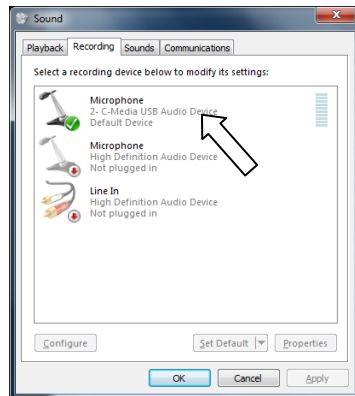 Sound
Playback Recording Sounds Communications
Select a recording device below to modify its settings:
Microphone
2- C-Media USB Audio Device
Default Device
Microphone
High Definition Audio Device
Not plugged in
Line In
High Definition Audio Device
Not plugged in
Configure Set Default Properties
OK Cancel Apply